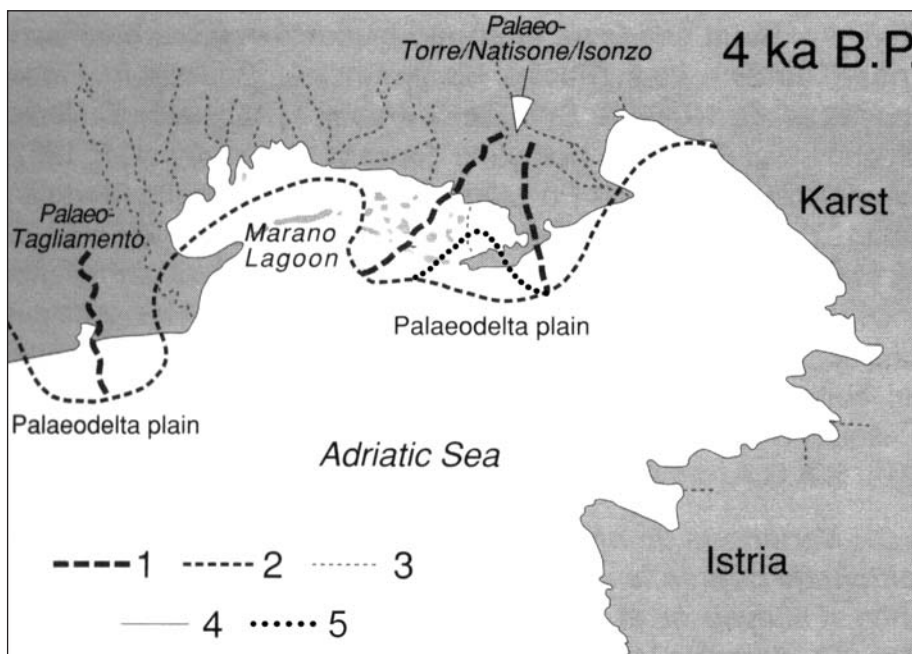 Palaeo-
Torre/Natisone/Isonzo
4 ka B.P.
Karst
Palaeo-
Tagliamento
Marano
Lagoon
Palaeodelta plain
Palaeodelta plain
Adriatic Sea
Istria
1 2 3
4 5